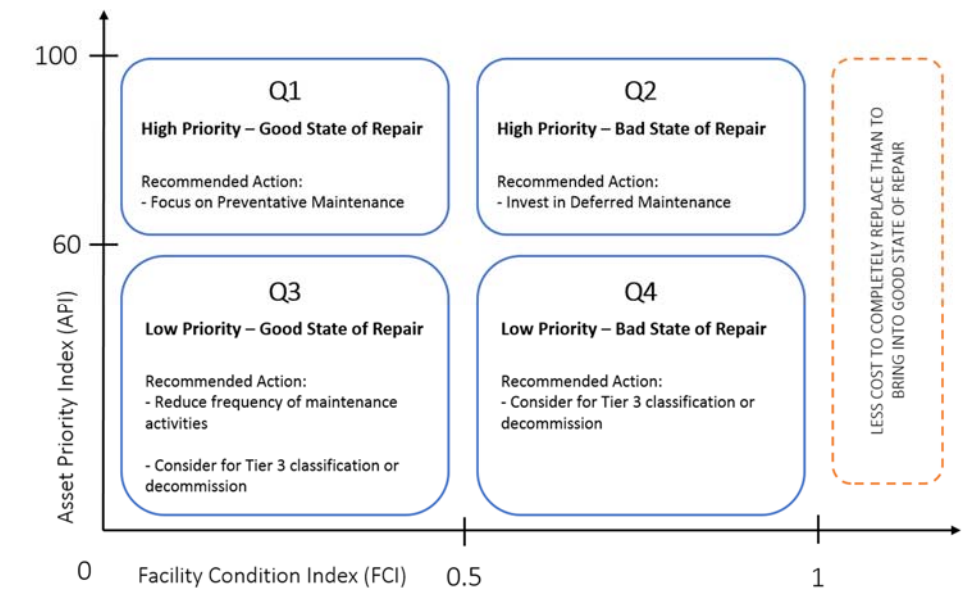 100
Q1
High Priority – Good State of Repair
Recommended Action:
- Focus on Preventative Maintenance
Q2
High Priority – Bad State of Repair
Recommended Action:
- Invest in Deferred Maintenance
60
Q3
Low Priority – Good State of Repair
Recommended Action:
- Reduce frequency of maintenance
activities
- Consider for Tier 3 classification or
decommission
Q4
Low Priority – Bad State of Repair
Recommended Action:
- Consider for Tier 3 classification or
decommission
LESS COST TO COMPLETELY REPLACE THAN TO
BRING INTO GOOD STATE OF REPAIR
Asset Priority Index (API)
0
Facility Condition Index (FCI)
0.5
1